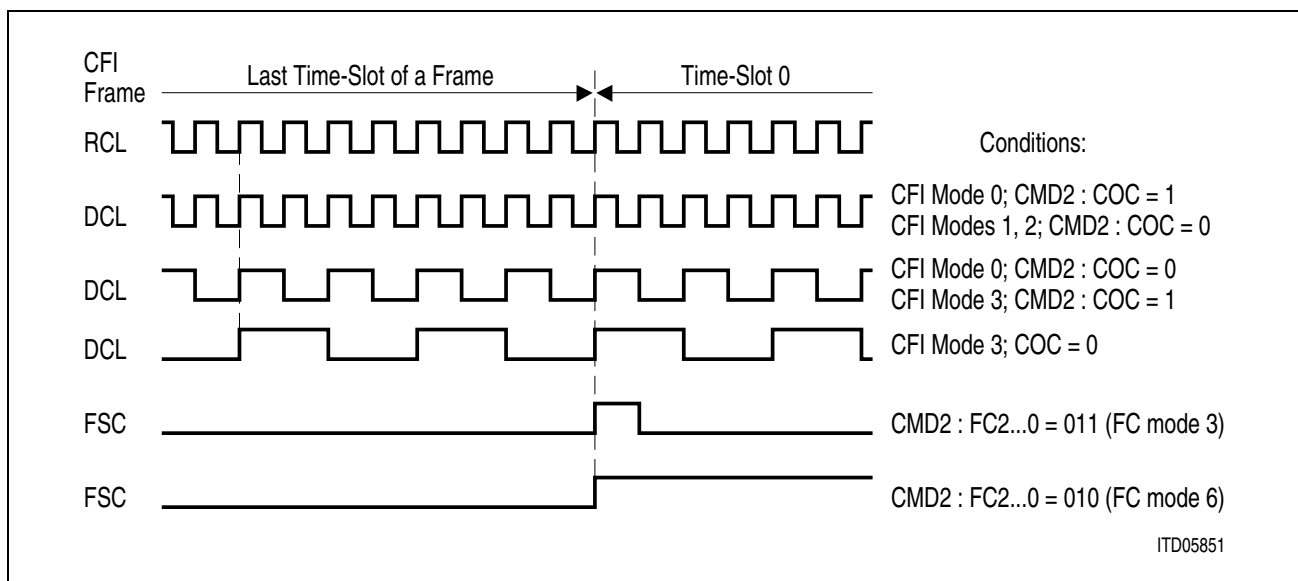 CFI
Frame
Last Time-Slot of a Frame
Time-Slot 0
RCL
Conditions:
DCL
CFI Mode 0; CMD2 : COC = 1
CFI Modes 1, 2; CMD2 : COC = 0
DCL
CFI Mode 0; CMD2 : COC = 0
CFI Mode 3; CMD2 : COC = 1
DCL
CFI Mode 3; COC = 0
FSC
CMD2 : FC2...0 = 011 (FC mode 3)
FSC
CMD2 : FC2...0 = 010 (FC mode 6)
ITD05851